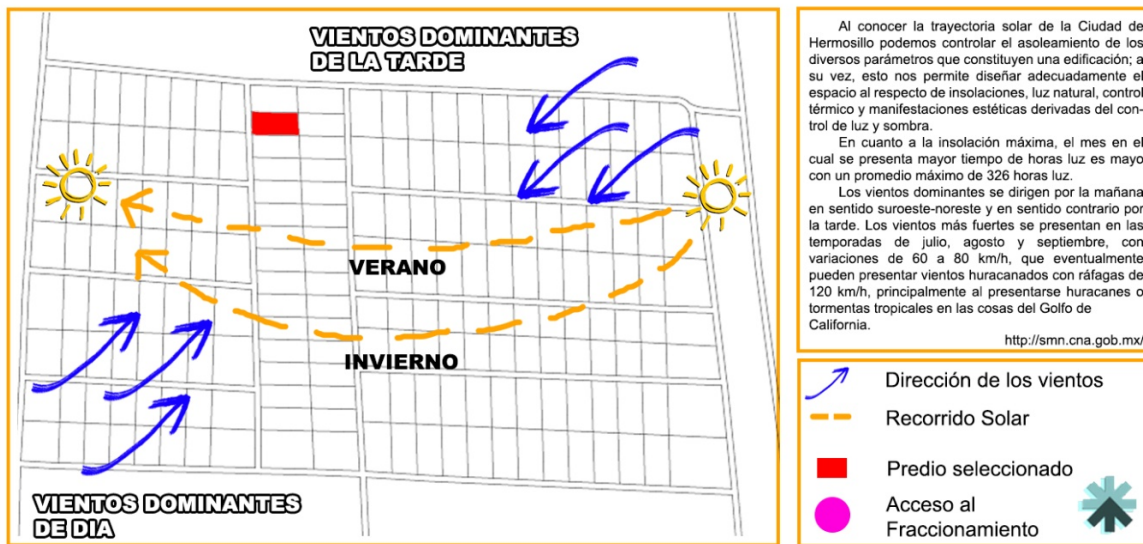 VIENTOS DOMINANTES
DE LA TARDE
VERANO
INVIERNO
VIENTOS DOMINANTES
DE DIA
Al conocer la trayectoria solar de la Ciudad de
Hermosillo podemos controlar el asoleamiento de los
diversos parámetros que constituyen una edificación; a
su vez, esto nos permite diseñar adecuadamente el
espacio al respecto de insolaciones, luz natural, control
térmico y manifestaciones estéticas derivadas del con-
trol de luz y sombra.
En cuanto a la insolación máxima, el mes en el
cual se presenta mayor tiempo de horas luz es mayo
con un promedio máximo de 326 horas luz.
Los vientos dominantes se dirigen por la mañana
en sentido suroeste-noreste y en sentido contrario por
la tarde. Los vientos más fuertes se presentan en las
temporadas de julio, agosto y septiembre, con
variaciones de 60 a 80 km/h, que eventualmente
pueden presentar vientos huracanados con ráfagas de
120 km/h, principalmente al presentarse huracanes o
tormentas tropicales en las cosas del Golfo de
California.
http://smn.cna.gob.mx/
Dirección de los vientos
Recorrido Solar
Predio seleccionado
Acceso al
Fraccionamiento